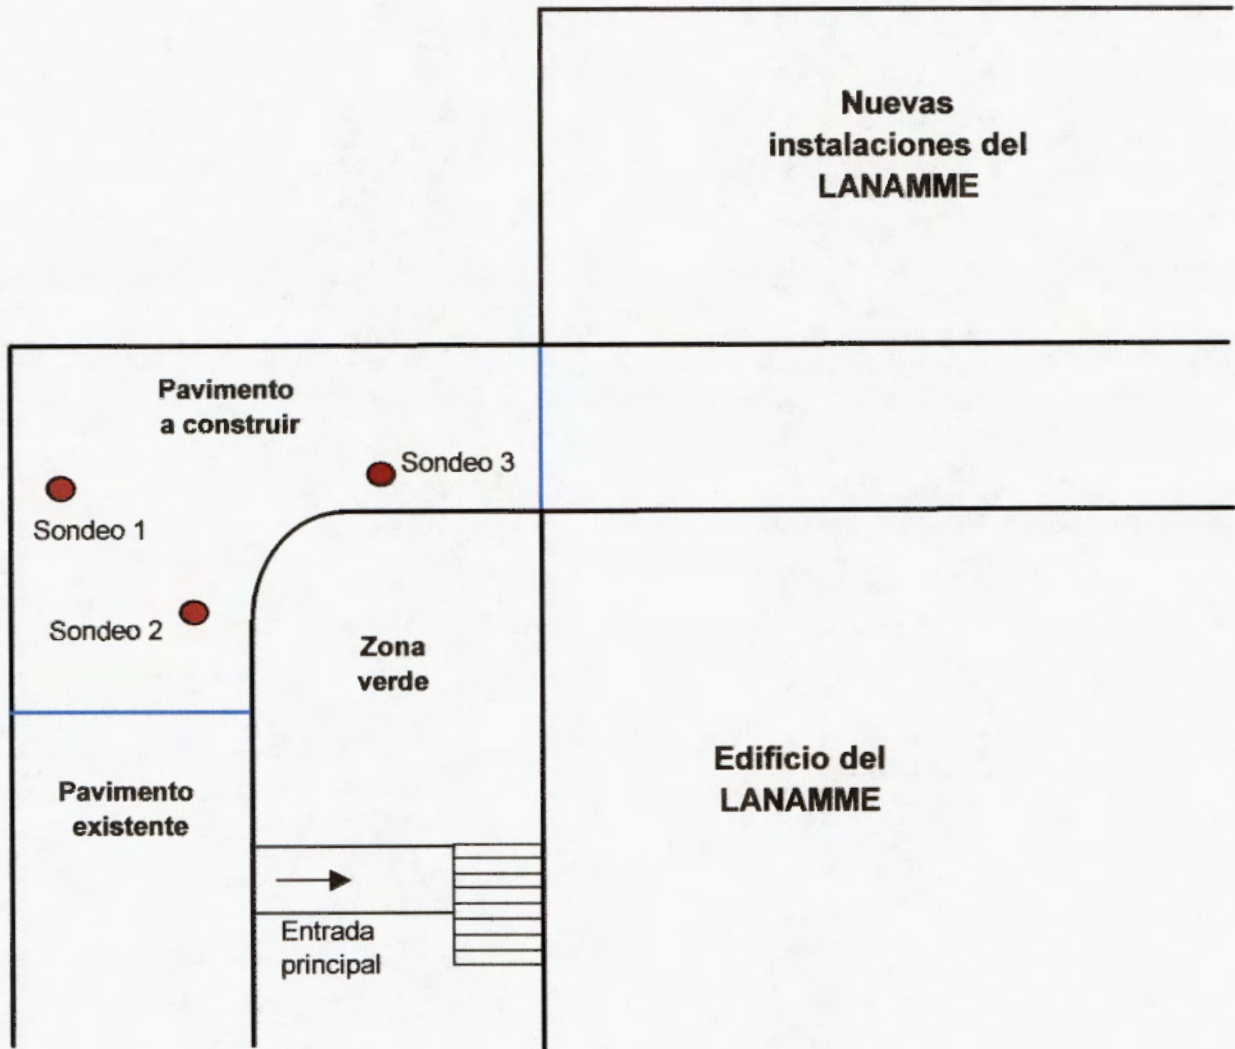 Nuevas
instalaciones del
LANAMME
Pavimento
a construir
Sondeo 3
Sondeo 1
Sondeo 2
Zona
verde
Pavimento
existente
Edificio del
LANAMME
Entrada
principal